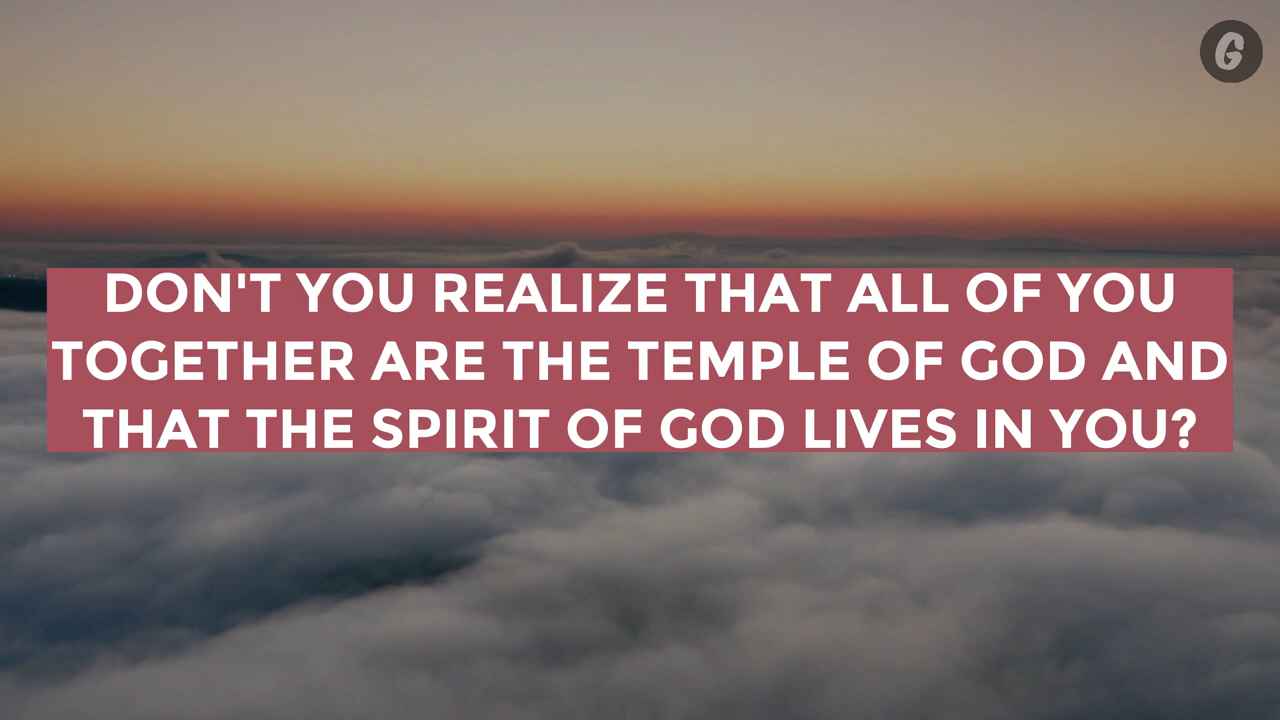 G
DON'T YOU REALIZE THAT ALL OF YOU
TOGETHER ARE THE TEMPLE OF GOD AND
THAT THE SPIRIT OF GOD LIVES IN YOU?